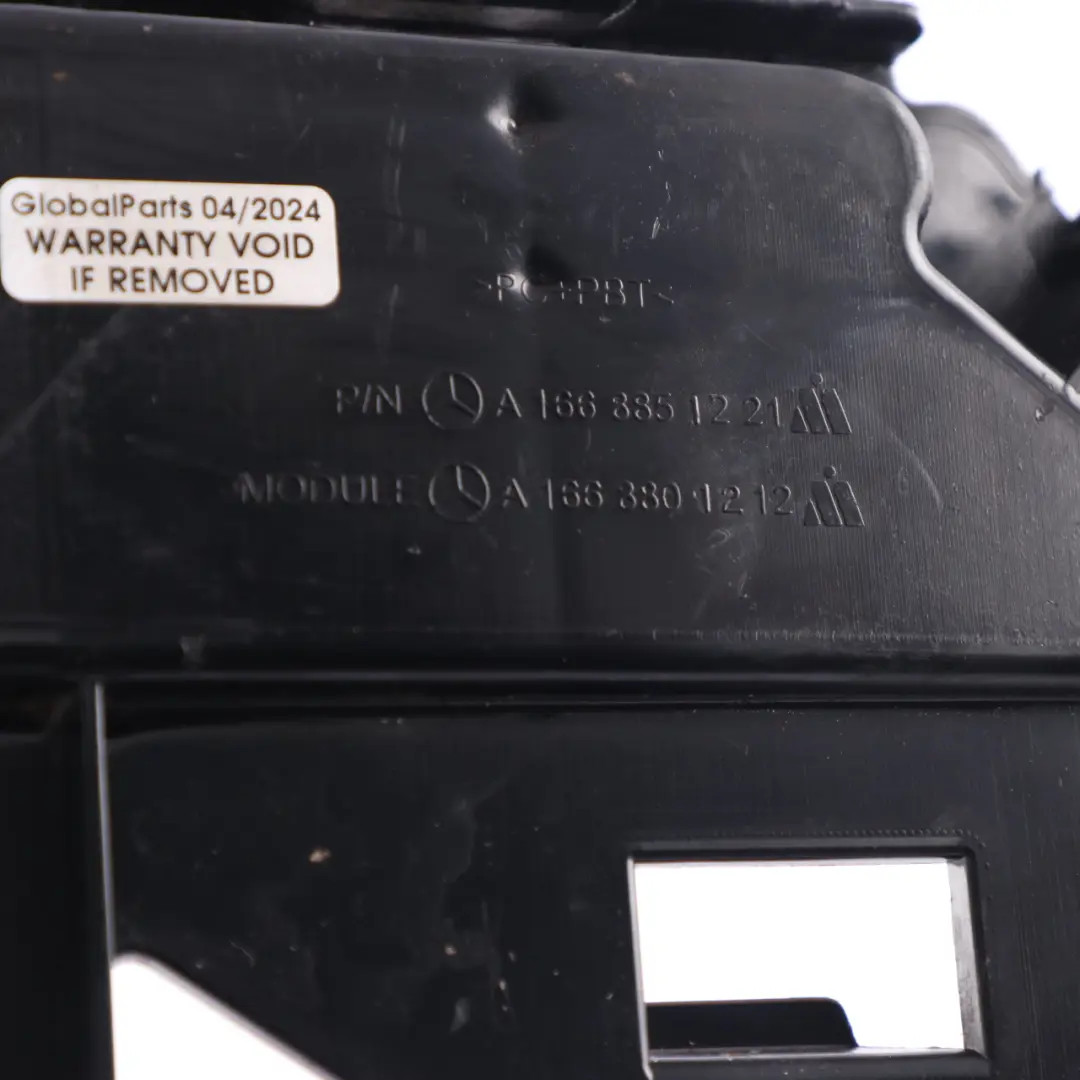 GlobalParts 04/2024
WARRANTY VOID
IF REMOVED
>PC+PBT<
P/N A 166 885 12 21
MODULE A 166 880 12 12